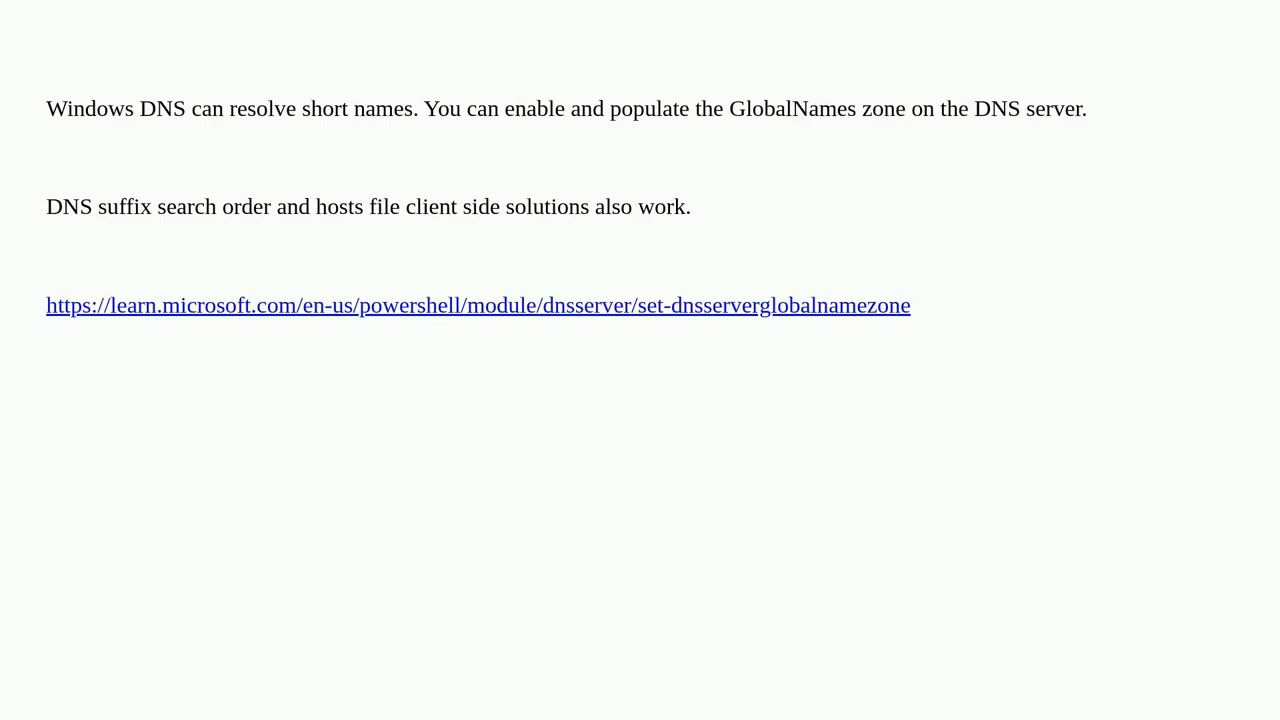 Windows DNS can resolve short names. You can enable and populate the GlobalNames zone on the DNS server.
DNS suffix search order and hosts file client side solutions also work.
https://learn.microsoft.com/en-us/powershell/module/dnsserver/set-dnsserverglobalnamezone